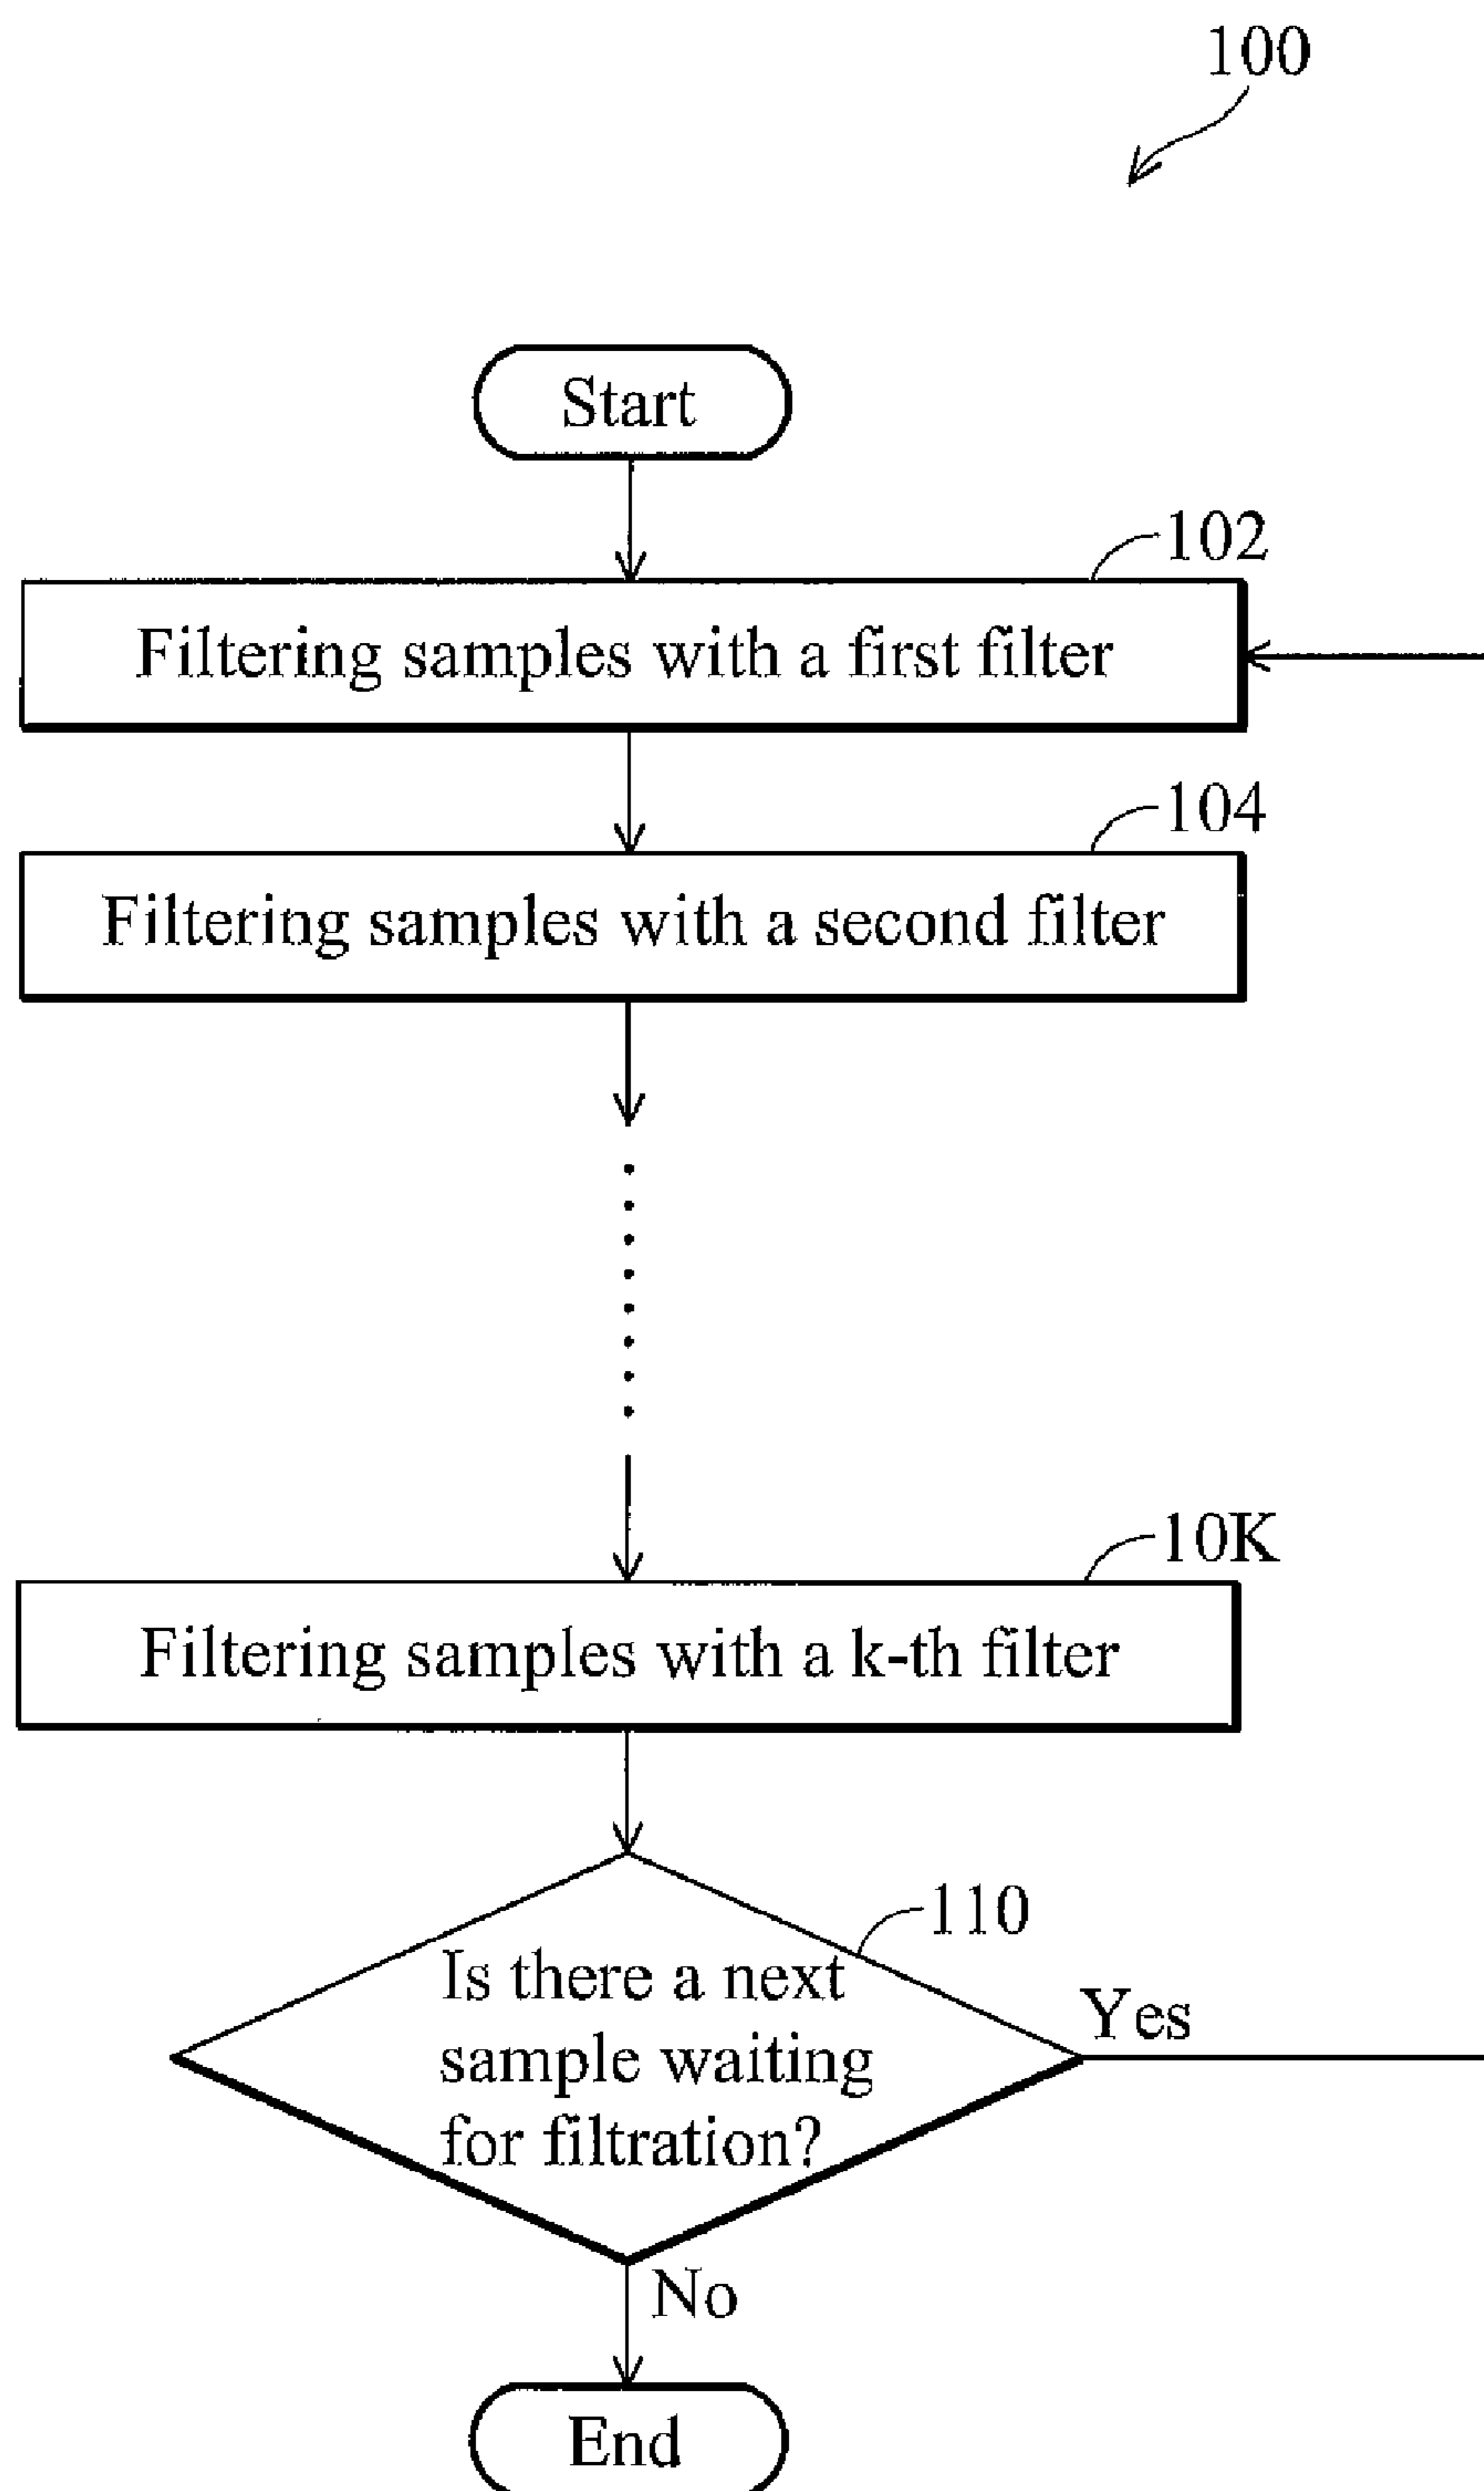 100
Start
102
Filtering samples with a first filter
104
Filtering samples with a second filter
10K
Filtering samples with a k-th filter
110
Is there a next
sample waiting
for filtration?
Yes
No
End